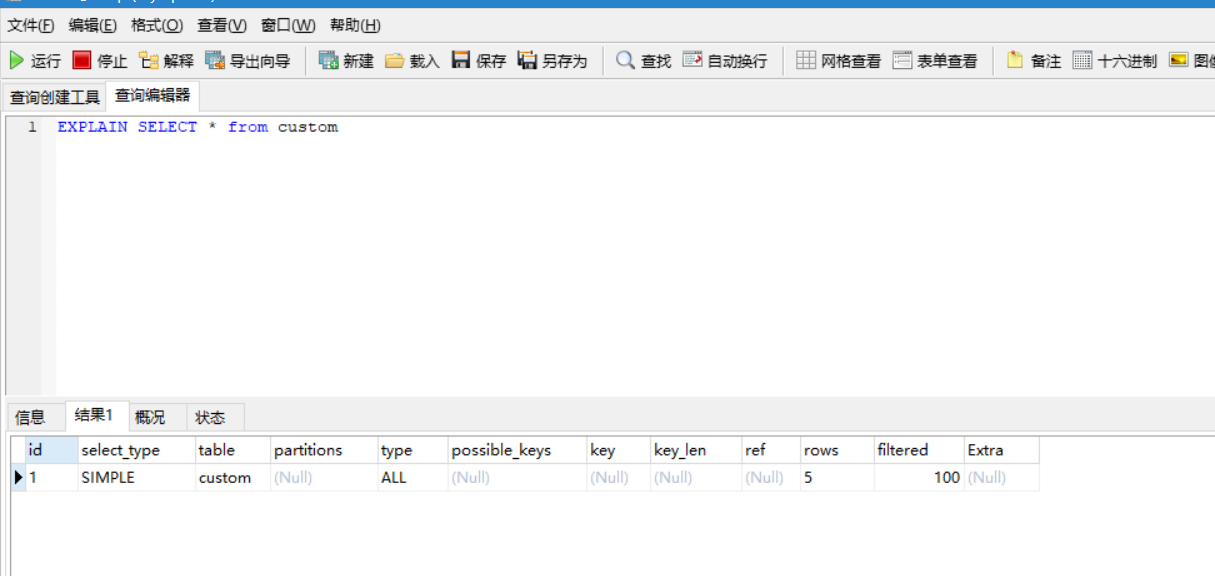 文件(F) 编辑(E) 格式(O) 查看(V) 窗口(W) 帮助(H)
运行 停止 解释 导出向导 新建 载入 保存 另存为 查找 自动换行 网格查看 表单查看 备注 十六进制
查询创建工具 查询编辑器
1 EXPLAIN SELECT * from custom
信息 结果1 概况 状态
id select_type table partitions type possible_keys key key_len ref rows filtered Extra
1 SIMPLE custom (Null) ALL (Null) (Null) (Null) (Null) 5 100 (Null)